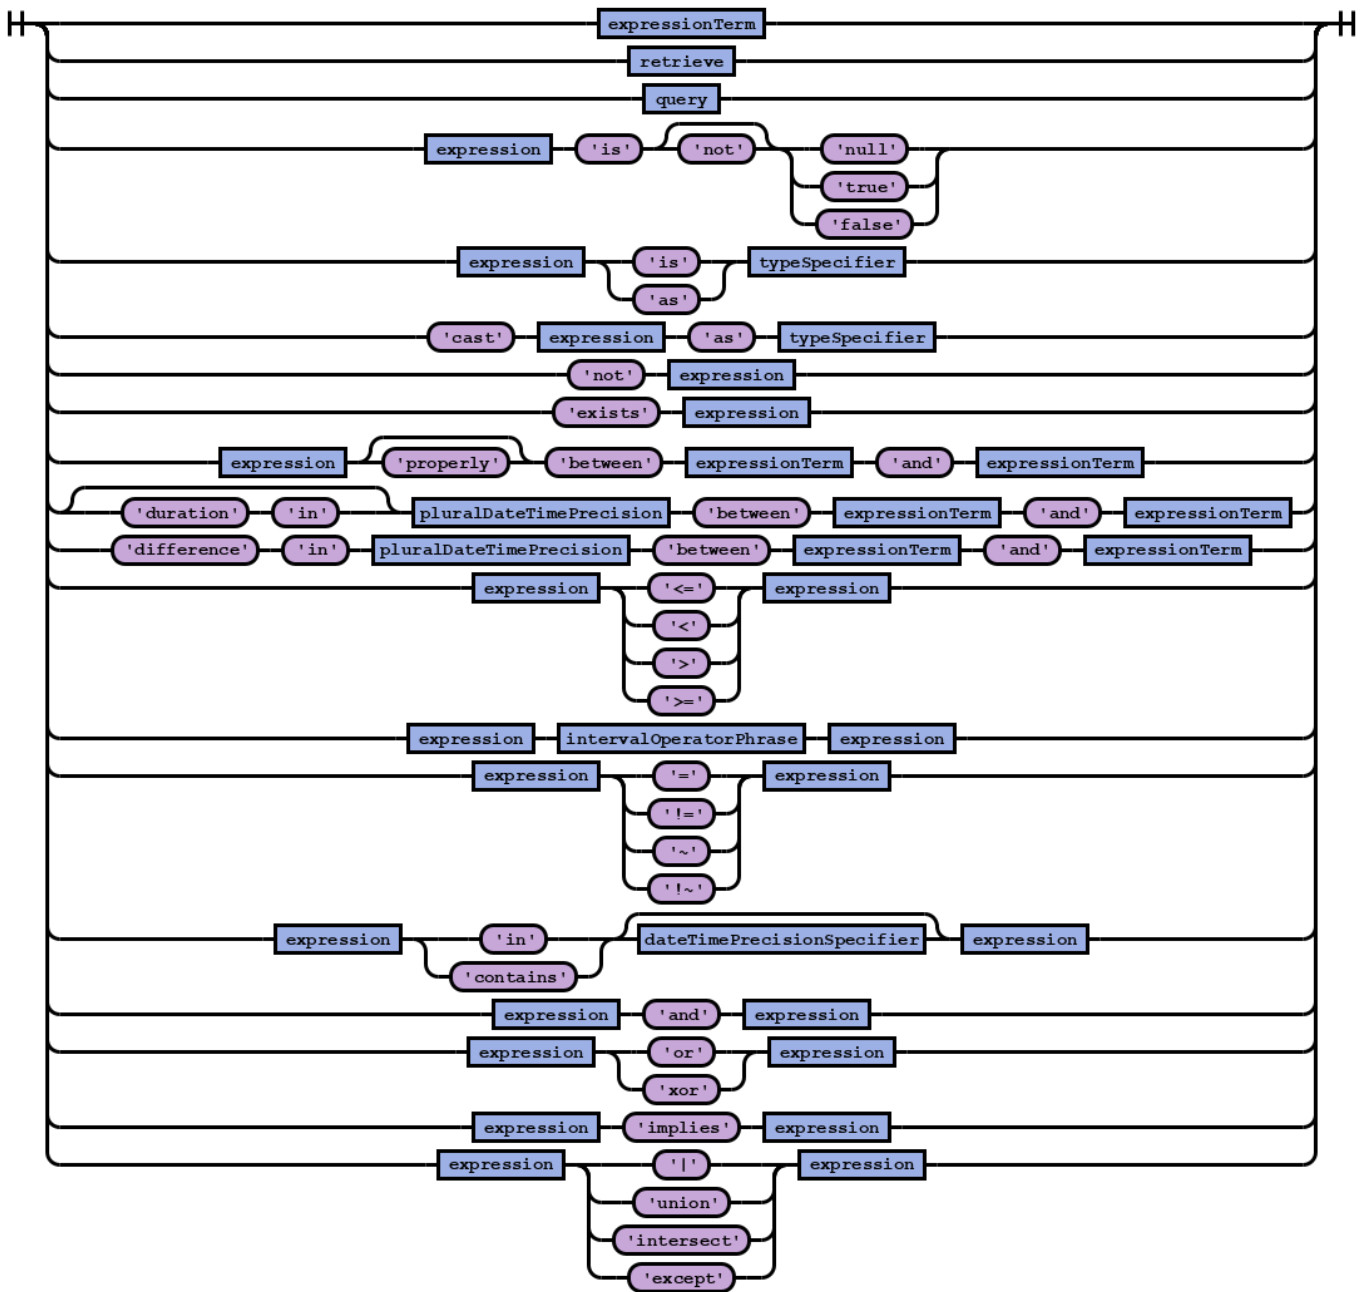 expressionTerm
retrieve
query
expression 'is' 'not' 'null'
'true'
'false'
expression 'is' typeSpecifier
'as'
'cast' expression 'as' typeSpecifier
'not' expression
'exists' expression
expression 'properly' 'between' expressionTerm 'and' expressionTerm
'duration' 'in' pluralDateTimePrecision 'between' expressionTerm 'and' expressionTerm
'difference' 'in' pluralDateTimePrecision 'between' expressionTerm 'and' expressionTerm
expression '<=' expression
'<'
'>'
'>='
expression intervalOperatorPhrase expression
expression '=' expression
'!='
'~'
'!~'
expression 'in' dateTimePrecisionSpecifier expression
'contains'
expression 'and' expression
expression 'or' expression
'xor'
expression 'implies' expression
expression '|' expression
'union'
'intersect'
'except'